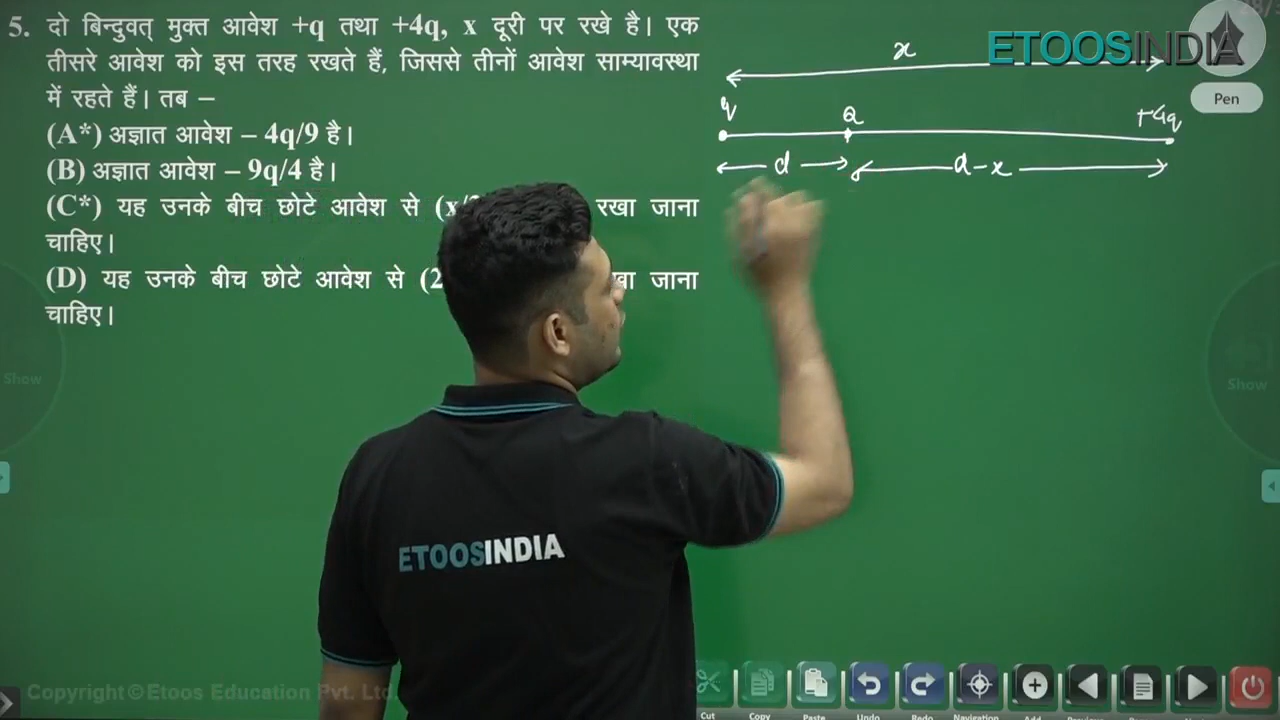 5. दो बिन्दुवत् मुक्त आवेश +q तथा +4q, x दूरी पर रखे है। एक
तीसरे आवेश को इस तरह रखते हैं, जिससे तीनों आवेश साम्यावस्था
में रहते हैं। तब –
(A*) अज्ञात आवेश – 4q/9 है।
(B) अज्ञात आवेश – 9q/4 है।
(C*) यह उनके बीच छोटे आवेश से (x/ रखा जाना
चाहिए।
(D) यह उनके बीच छोटे आवेश से (2 जाना
चाहिए।
x
ETOOSINDIA
Pen
q Q +4q
d d-x
Show
Show
ETOOSINDIA
Copyright © Etoos Education Pvt. Ltd.
Cut Copy Paste Undo Redo Navigation Add